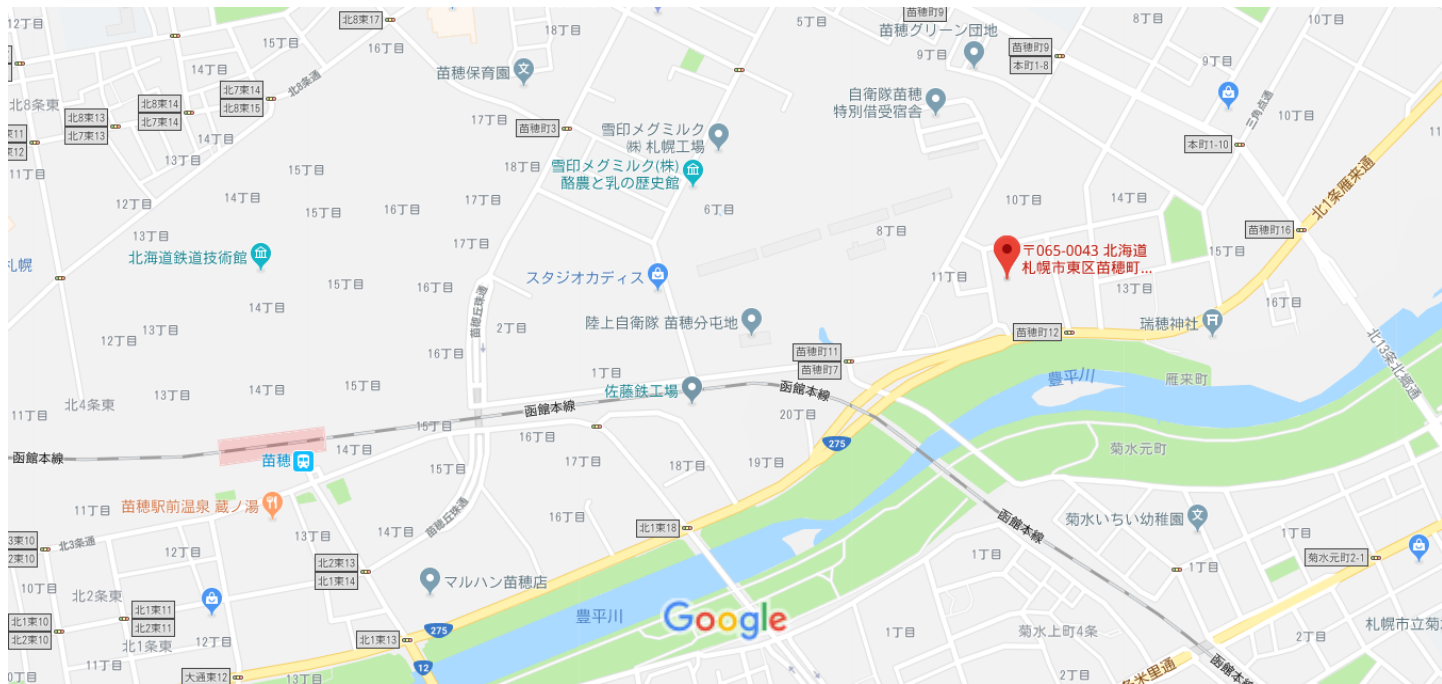 12丁目
北8東17
15丁目
16丁目
18丁目
5丁目
苗穂町9
8丁目
10丁目
苗穂グリーン団地
9丁目
苗穂町9
本町1-8
9丁目
14丁目
苗穂保育園
北8条通
北7東14
北8東15
北8東14
北7東14
北8条東
北8東13
北7東13
17丁目
苗穂町3
自衛隊苗穂
特別借受宿舎
三角点通
10丁目
雪印メグミルク
㈱ 札幌工場
本町1-10
13丁目
15丁目
18丁目
雪印メグミルク(株)
酪農と乳の歴史館
11丁目
12丁目
14丁目
15丁目
16丁目
17丁目
6丁目
10丁目
14丁目
北1条雁来通
8丁目
苗穂町16
13丁目
17丁目
15丁目
北海道鉄道技術館
札幌
〒065-0043 北海道
札幌市東区苗穂町...
スタジオカディス
11丁目
15丁目
17丁目
13丁目
16丁目
14丁目
苗穂丘珠通
2丁目
陸上自衛隊 苗穂分屯地
苗穂町12
瑞穂神社
13丁目
12丁目
16丁目
苗穂町11
苗穂町7
北13条北郷通
1丁目
豊平川
雁来町
14丁目
15丁目
佐藤鉄工場
函館本線
13丁目
北4条東
11丁目
函館本線
20丁目
15丁目
16丁目
275
14丁目
菊水元町
函館本線
苗穂
15丁目
17丁目
18丁目
19丁目
11丁目
苗穂駅前温泉 蔵ノ湯
苗穂丘珠通
16丁目
北1東18
函館本線
菊水いちい幼稚園
1丁目
13丁目
3東10
2東10
北3条通
12丁目
北2東13
北1東14
1丁目
菊水元町2-1
1丁目
マルハン苗穂店
10丁目
北2条東
北1東11
北2東11
豊平川
Google
北1東10
北2東10
北1条東
12丁目
北1東13
275
1丁目
菊水上町4条
2丁目
札幌市立菊
11丁目
12
大通東12
13丁目
2丁目
条米里通
函館本線